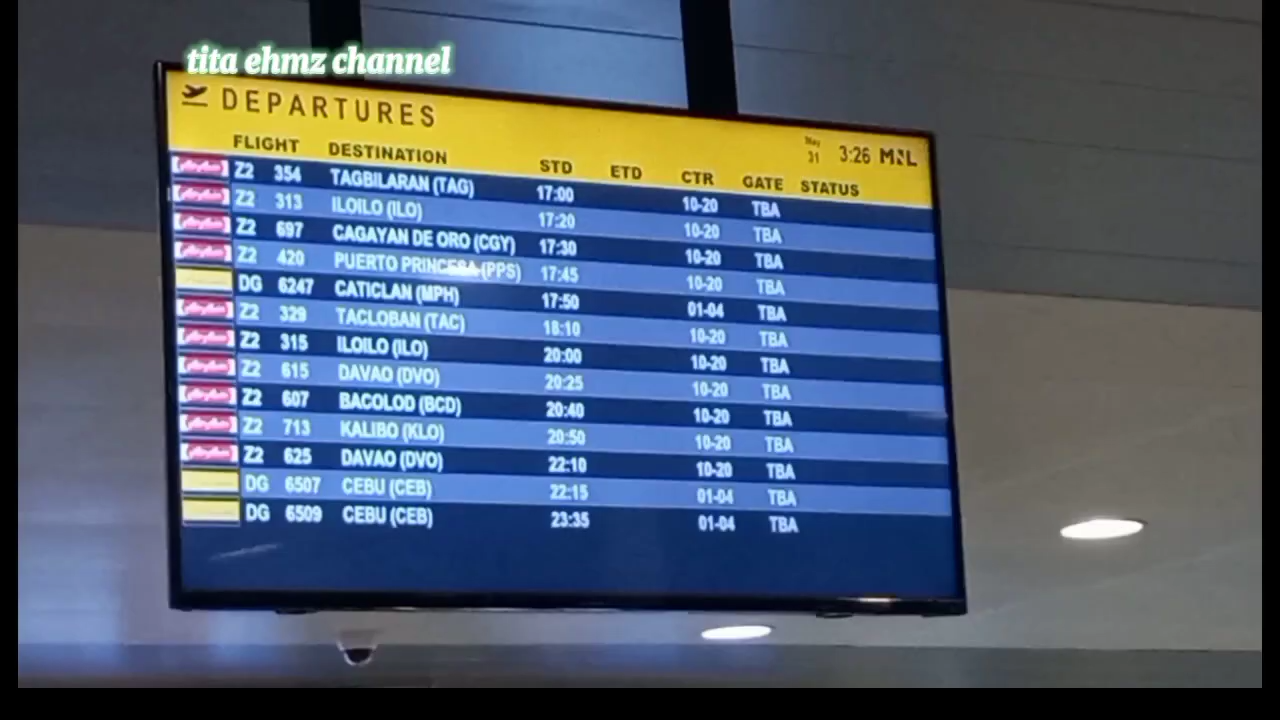 tita ehmz channel
DEPARTURES
May 31 3:26 MNL
FLIGHT DESTINATION STD ETD CTR GATE STATUS
Z2 354 TAGBILARAN (TAG) 17:00 10-20 TBA
Z2 313 ILOILO (ILO) 17:20 10-20 TBA
Z2 697 CAGAYAN DE ORO (CGY) 17:30 10-20 TBA
Z2 420 PUERTO PRINCESA (PPS) 17:45 10-20 TBA
DG 6247 CATICLAN (MPH) 17:50 01-04 TBA
Z2 329 TACLOBAN (TAC) 18:10 10-20 TBA
Z2 315 ILOILO (ILO) 20:00 10-20 TBA
Z2 615 DAVAO (DVO) 20:25 10-20 TBA
Z2 607 BACOLOD (BCD) 20:40 10-20 TBA
Z2 713 KALIBO (KLO) 20:50 10-20 TBA
Z2 625 DAVAO (DVO) 22:10 10-20 TBA
DG 6507 CEBU (CEB) 22:15 01-04 TBA
DG 6509 CEBU (CEB) 23:35 01-04 TBA